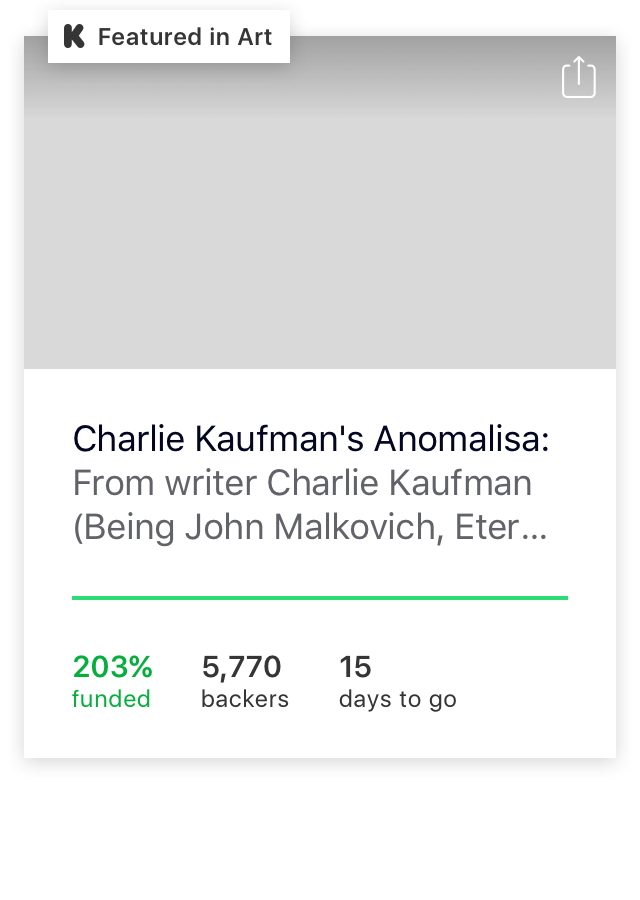 Featured in Art
Charlie Kaufman's Anomalisa:
From writer Charlie Kaufman
(Being John Malkovich, Eter...
203%
funded
5,770
backers
15
days to go